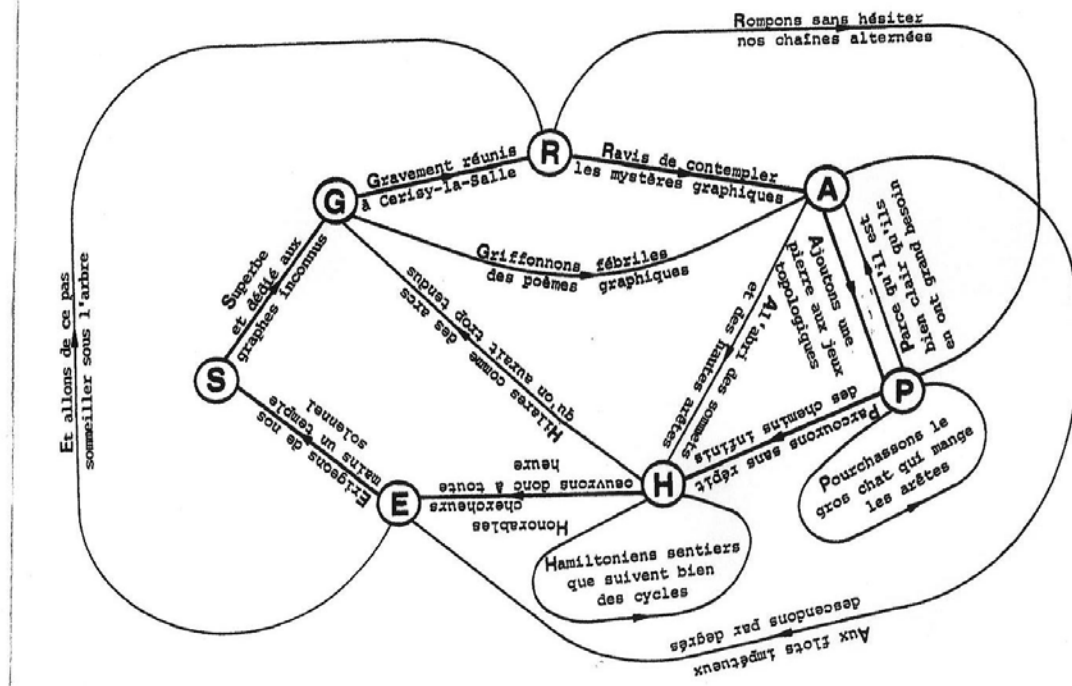 Rompons sans hésiter
nos chaînes alternées
R
Gravement réunis
à Cerisy-la-Salle
Ravis de contempler
les mystères graphiques
A
G
Griffonnons fébriles
des poèmes graphiques
Superbe
et dédié aux
graphes inconnus
Hilares comme des arcs
qu'on aurait trop tendus
A l'abri des sommets
et des hautes arêtes
Ajoutons une
pierre aux jeux
topologiques
Parce qu'il est
bien clair qu'ils
en ont grand besoin
Et allons de ce pas
sommeiller sous l'arbre
S
P
Erigeons de nos
mains un temple
solennel
Parcourons sans répit
des chemins infinis
Pourchassons le
gros chat qui mange
les arêtes
E
H
Honorables
chercheurs
oeuvrons donc à toute
heure
Hamiltoniens sentiers
que suivent bien
des cycles
Aux flots impétueux
descendons par degrés